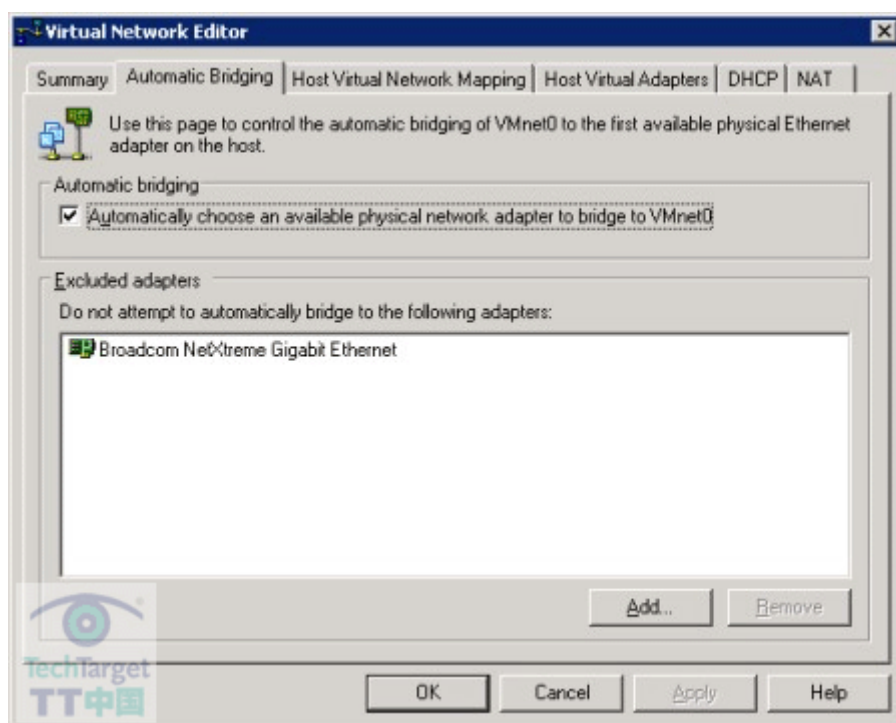 Virtual Network Editor
Summary Automatic Bridging Host Virtual Network Mapping Host Virtual Adapters DHCP NAT
Use this page to control the automatic bridging of VMnet0 to the first available physical Ethernet
adapter on the host.
Automatic bridging
Automatically choose an available physical network adapter to bridge to VMnet0
Excluded adapters
Do not attempt to automatically bridge to the following adapters:
Broadcom NetXtreme Gigabit Ethernet
Add... Remove
TechTarget
TT中国
OK Cancel Apply Help